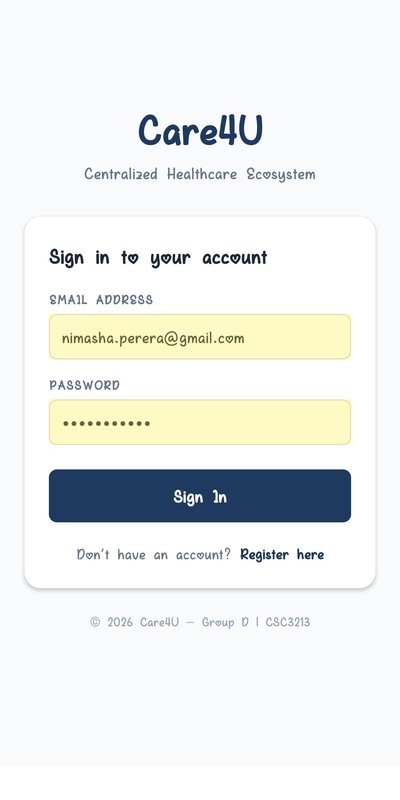 Care4U
Centralized Healthcare Ecosystem
Sign in to your account
EMAIL ADDRESS
nimasha.perera@gmail.com
PASSWORD
•••••••••••
Sign In
Don't have an account? Register here
© 2026 Care4U — Group D | CSC3213